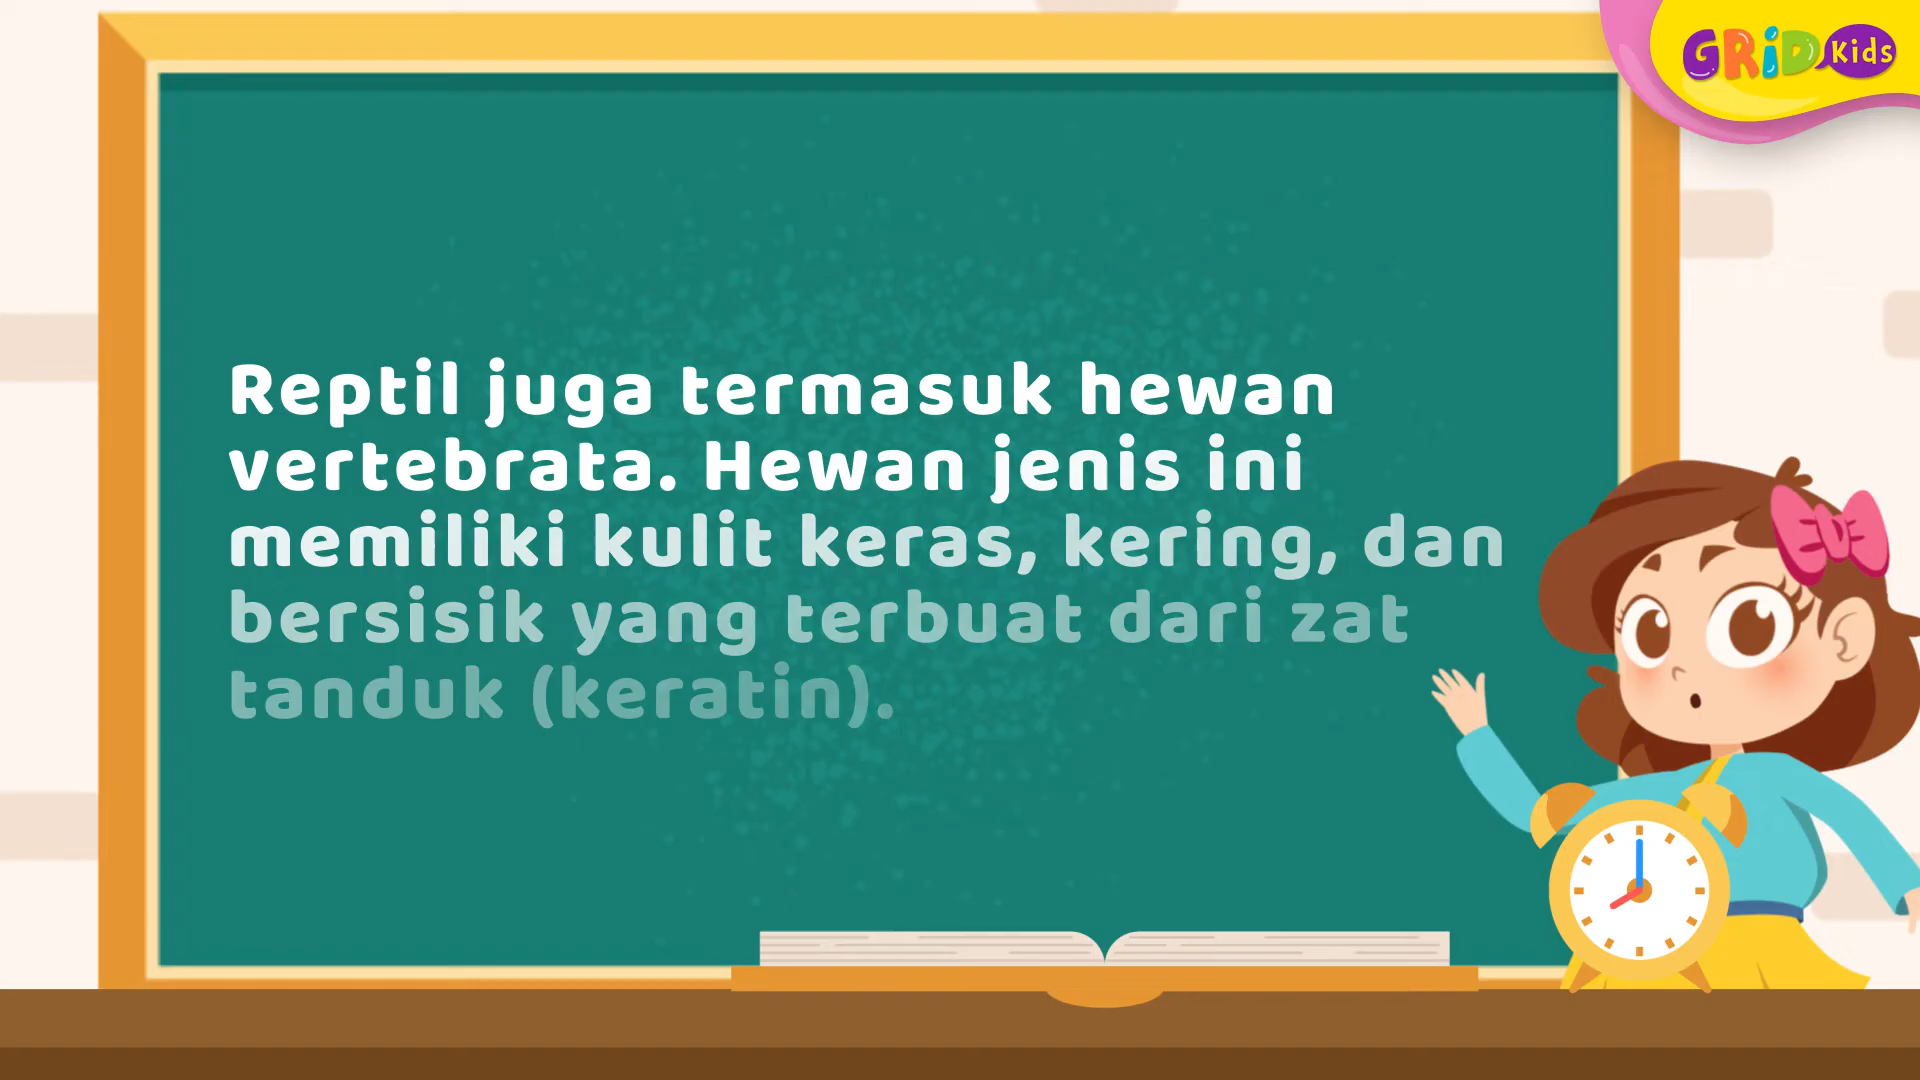 GRiD Kids
Reptil juga termasuk hewan
vertebrata. Hewan jenis ini
memiliki kulit keras, kering, dan
bersisik yang terbuat dari zat
tanduk (keratin).